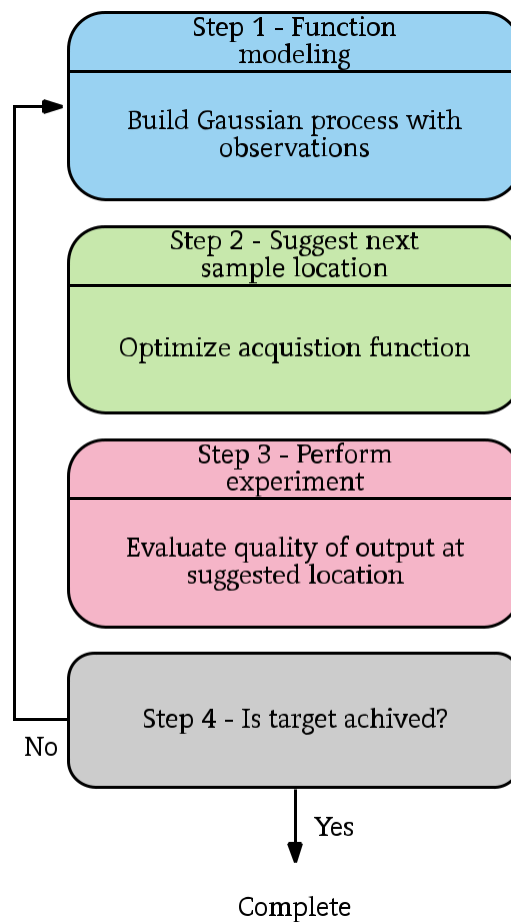 Step 1 - Function
modeling
Build Gaussian process with
observations
Step 2 - Suggest next
sample location
Optimize acquistion function
Step 3 - Perform
experiment
Evaluate quality of output at
suggested location
Step 4 - Is target achived?
No
Yes
Complete